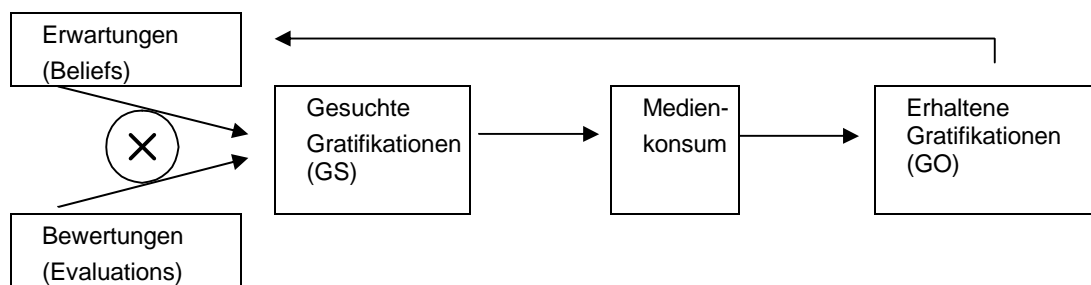 Erwartungen
(Beliefs)
Gesuchte
Gratifikationen
(GS)
Medien-
konsum
Erhaltene
Gratifikationen
(GO)
Bewertungen
(Evaluations)